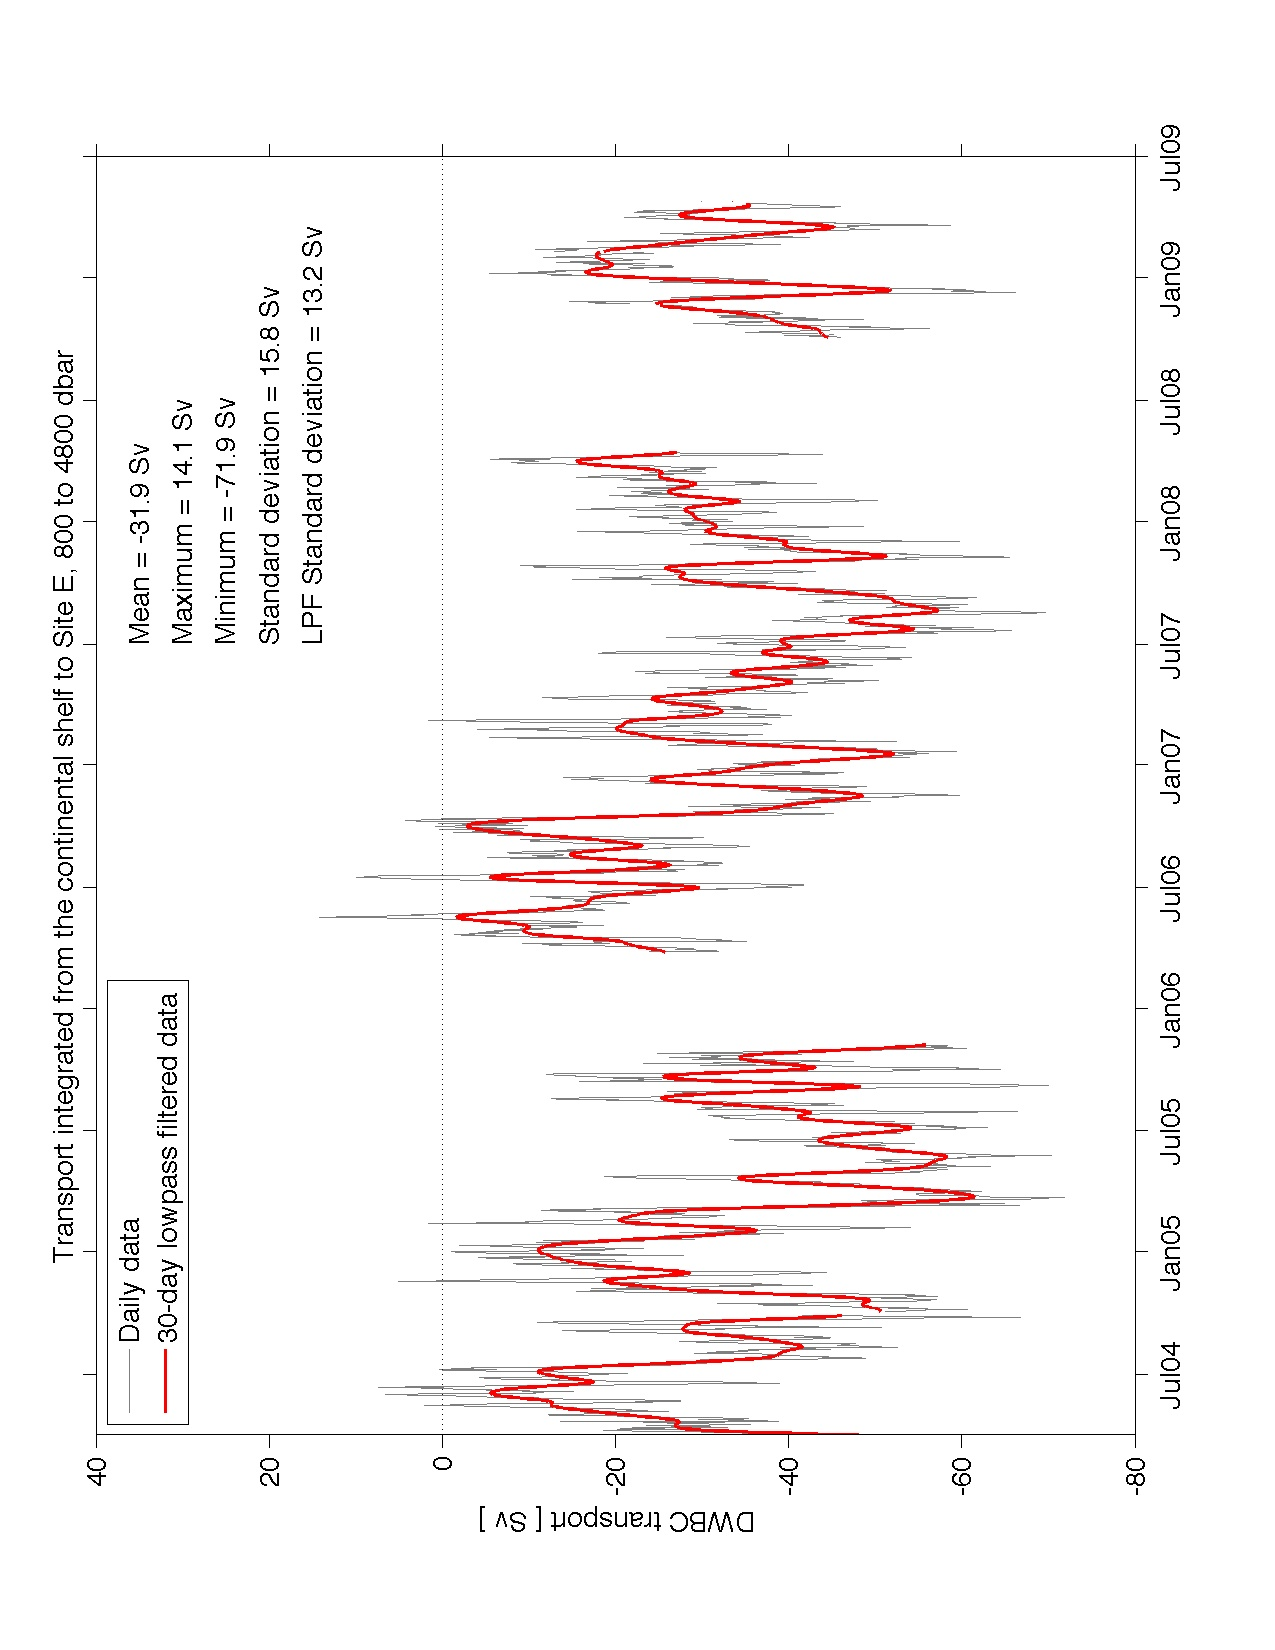 Transport integrated from the continental shelf to Site E, 800 to 4800 dbar
Daily data
30-day lowpass filtered data
Mean = -31.9 Sv
Maximum = 14.1 Sv
Minimum = -71.9 Sv
Standard deviation = 15.8 Sv
LPF Standard deviation = 13.2 Sv
DWBC transport [ Sv ]
40
20
0
-20
-40
-60
-80
Jul04
Jan05
Jul05
Jan06
Jul06
Jan07
Jul07
Jan08
Jul08
Jan09
Jul09